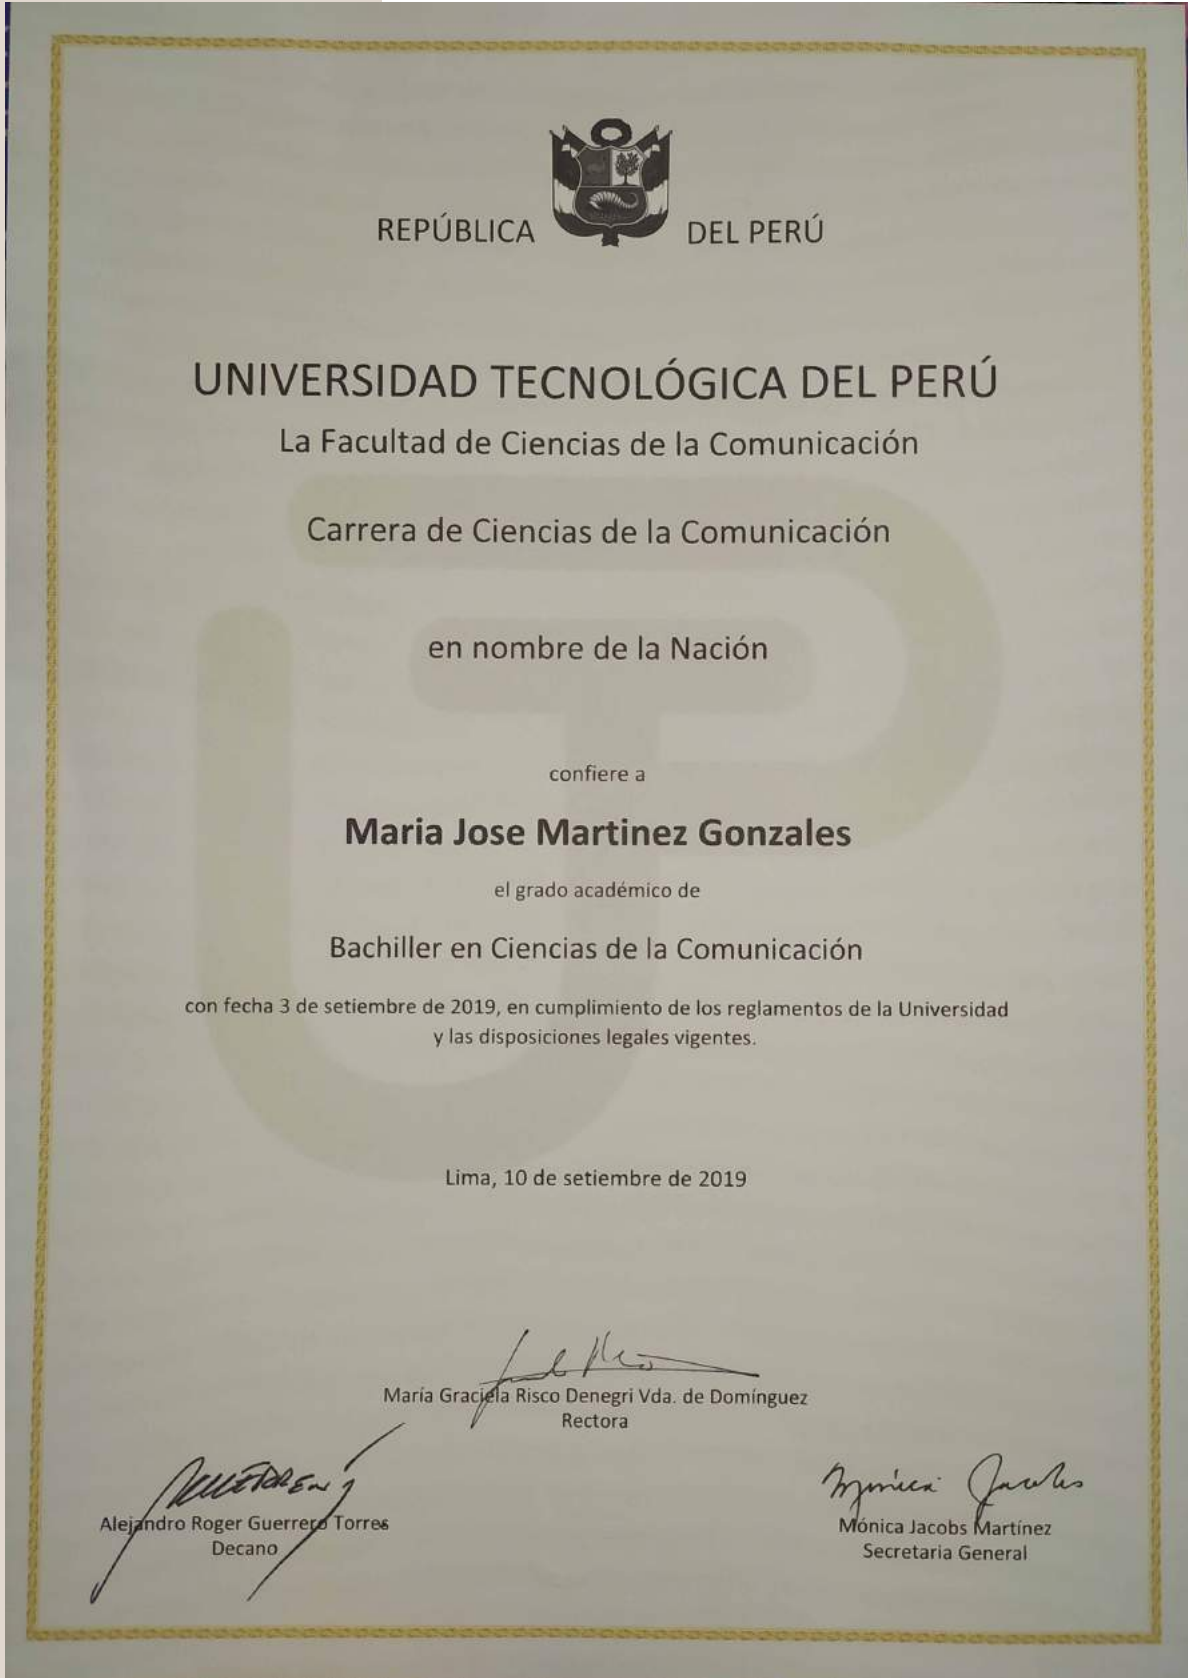 REPÚBLICA DEL PERÚ
UNIVERSIDAD TECNOLÓGICA DEL PERÚ
La Facultad de Ciencias de la Comunicación
Carrera de Ciencias de la Comunicación
en nombre de la Nación
confiere a
Maria Jose Martinez Gonzales
el grado académico de
Bachiller en Ciencias de la Comunicación
con fecha 3 de setiembre de 2019, en cumplimiento de los reglamentos de la Universidad
y las disposiciones legales vigentes.
Lima, 10 de setiembre de 2019
María Graciela Risco Denegri Vda. de Domínguez
Rectora
Alejandro Roger Guerrero Torres
Decano
Mónica Jacobs
Mónica Jacobs Martínez
Secretaria General
UTP